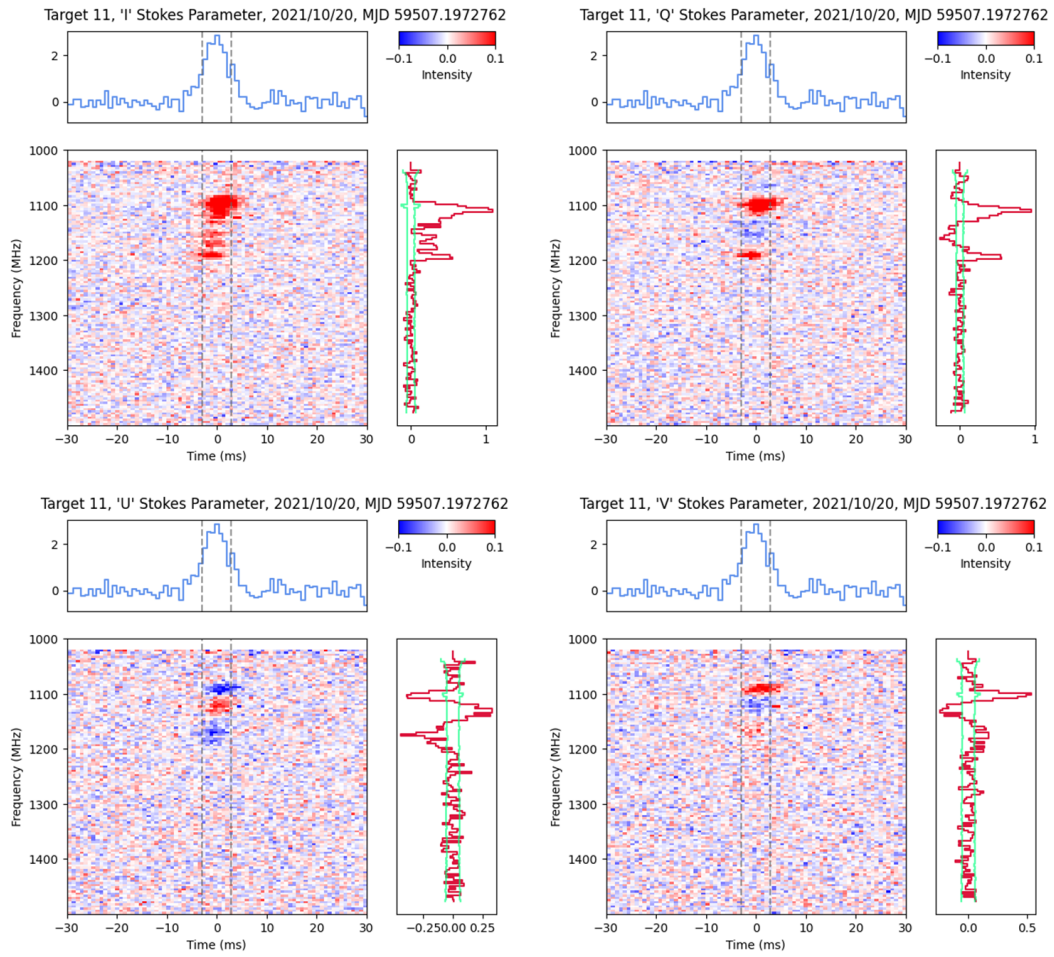 Target 11, 'I' Stokes Parameter, 2021/10/20, MJD 59507.1972762
2
0
−0.1 0.0 0.1
Intensity
1000
1100
1200
1300
1400
Frequency (MHz)
−30 −20 −10 0 10 20 30
Time (ms)
0 1
Target 11, 'Q' Stokes Parameter, 2021/10/20, MJD 59507.1972762
2
0
−0.1 0.0 0.1
Intensity
1000
1100
1200
1300
1400
Frequency (MHz)
−30 −20 −10 0 10 20 30
Time (ms)
0 1
Target 11, 'U' Stokes Parameter, 2021/10/20, MJD 59507.1972762
2
0
−0.1 0.0 0.1
Intensity
1000
1100
1200
1300
1400
Frequency (MHz)
−30 −20 −10 0 10 20 30
Time (ms)
−0.25 0.00 0.25
Target 11, 'V' Stokes Parameter, 2021/10/20, MJD 59507.1972762
2
0
−0.1 0.0 0.1
Intensity
1000
1100
1200
1300
1400
Frequency (MHz)
−30 −20 −10 0 10 20 30
Time (ms)
0.0 0.5